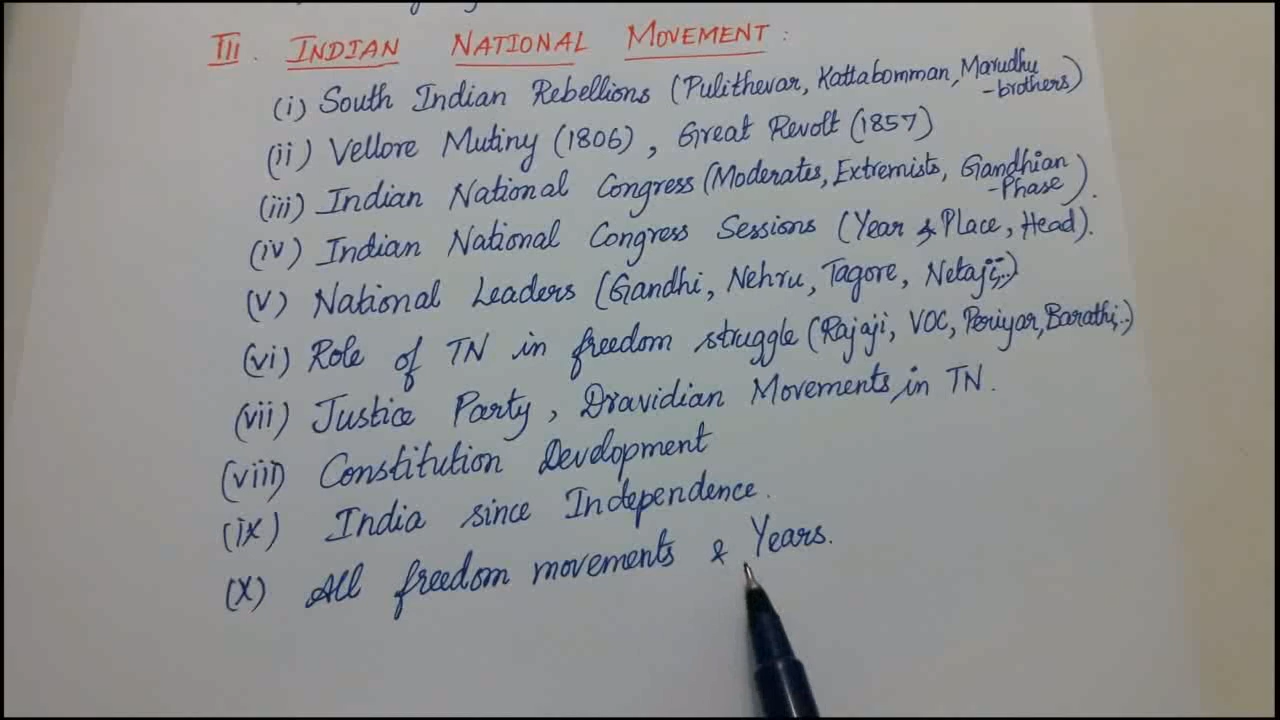 III. INDIAN NATIONAL MOVEMENT:
(i) South Indian Rebellions (Pulithevar, Kattabomman, Marudhu
-brothers)
(ii) Vellore Mutiny (1806), Great Revolt (1857)
(iii) Indian National Congress (Moderates, Extremists, Gandhian
-Phase).
(iv) Indian National Congress Sessions (Year & Place, Head).
(v) National Leaders (Gandhi, Nehru, Tagore, Netaji,..)
(vi) Role of TN in freedom struggle (Rajaji, VOC, Periyar, Barathi,..)
(vii) Justice Party, Dravidian Movements in TN.
(viii) Constitution Development
(ix) India since Independence.
(x) All freedom movements & Years.